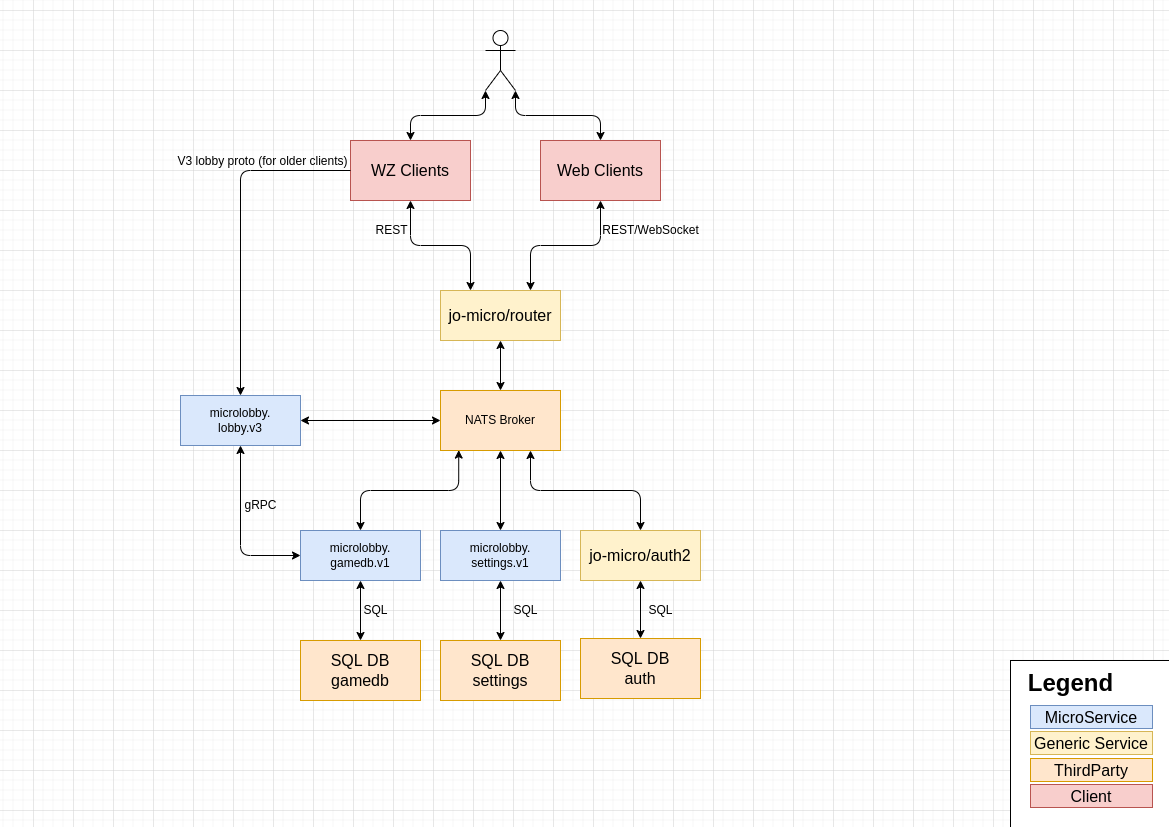 V3 lobby proto (for older clients)
WZ Clients
Web Clients
REST
REST/WebSocket
jo-micro/router
microlobby.
lobby.v3
NATS Broker
gRPC
microlobby.
gamedb.v1
microlobby.
settings.v1
jo-micro/auth2
SQL
SQL
SQL
SQL DB
gamedb
SQL DB
settings
SQL DB
auth
Legend
MicroService
Generic Service
ThirdParty
Client